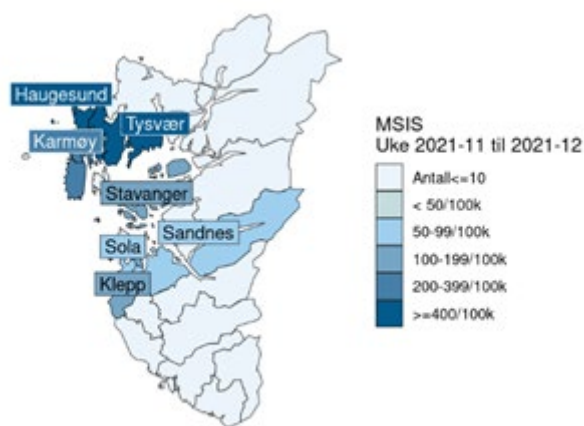 Haugesund
Tysvær
Karmøy
Stavanger
Sandnes
Sola
Klepp
MSIS
Uke 2021-11 til 2021-12
Antall<=10
< 50/100k
50-99/100k
100-199/100k
200-399/100k
>=400/100k